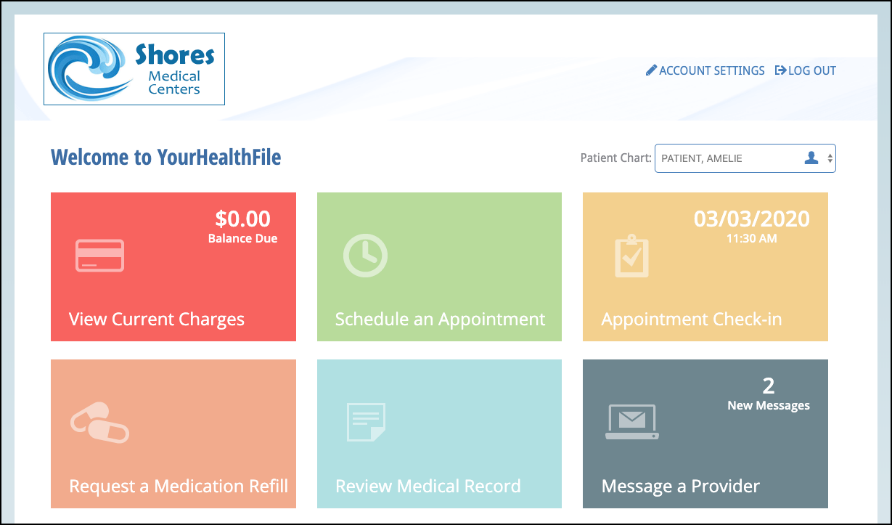 Shores
Medical
Centers
ACCOUNT SETTINGS LOG OUT
Welcome to YourHealthFile
Patient Chart: PATIENT, AMELIE
$0.00
Balance Due
View Current Charges
Schedule an Appointment
03/03/2020
11:30 AM
Appointment Check-in
Request a Medication Refill
Review Medical Record
2
New Messages
Message a Provider